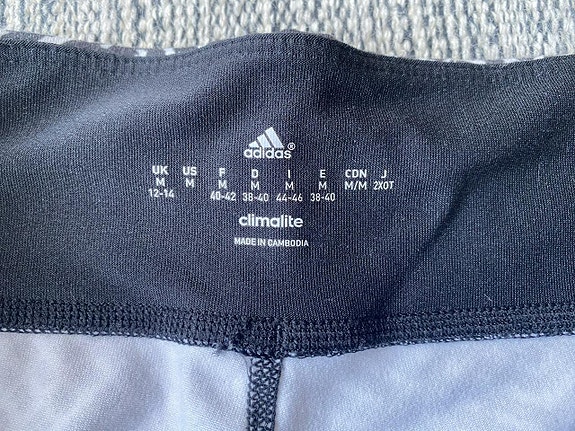 adidas®
UK US F D I E CDN J
M M M M M M M/M 2XOT
12-14 40-42 38-40 44-46 38-40
climalite
MADE IN CAMBODIA